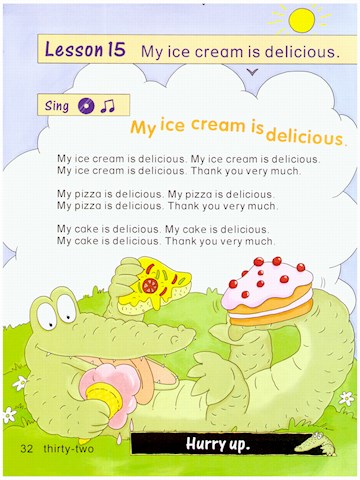 Lesson 15 My ice cream is delicious.
Sing
My ice cream is delicious.
My ice cream is delicious. My ice cream is delicious.
My ice cream is delicious. Thank you very much.
My pizza is delicious. My pizza is delicious.
My pizza is delicious. Thank you very much.
My cake is delicious. My cake is delicious.
My cake is delicious. Thank you very much.
32 thirty-two
Hurry up.